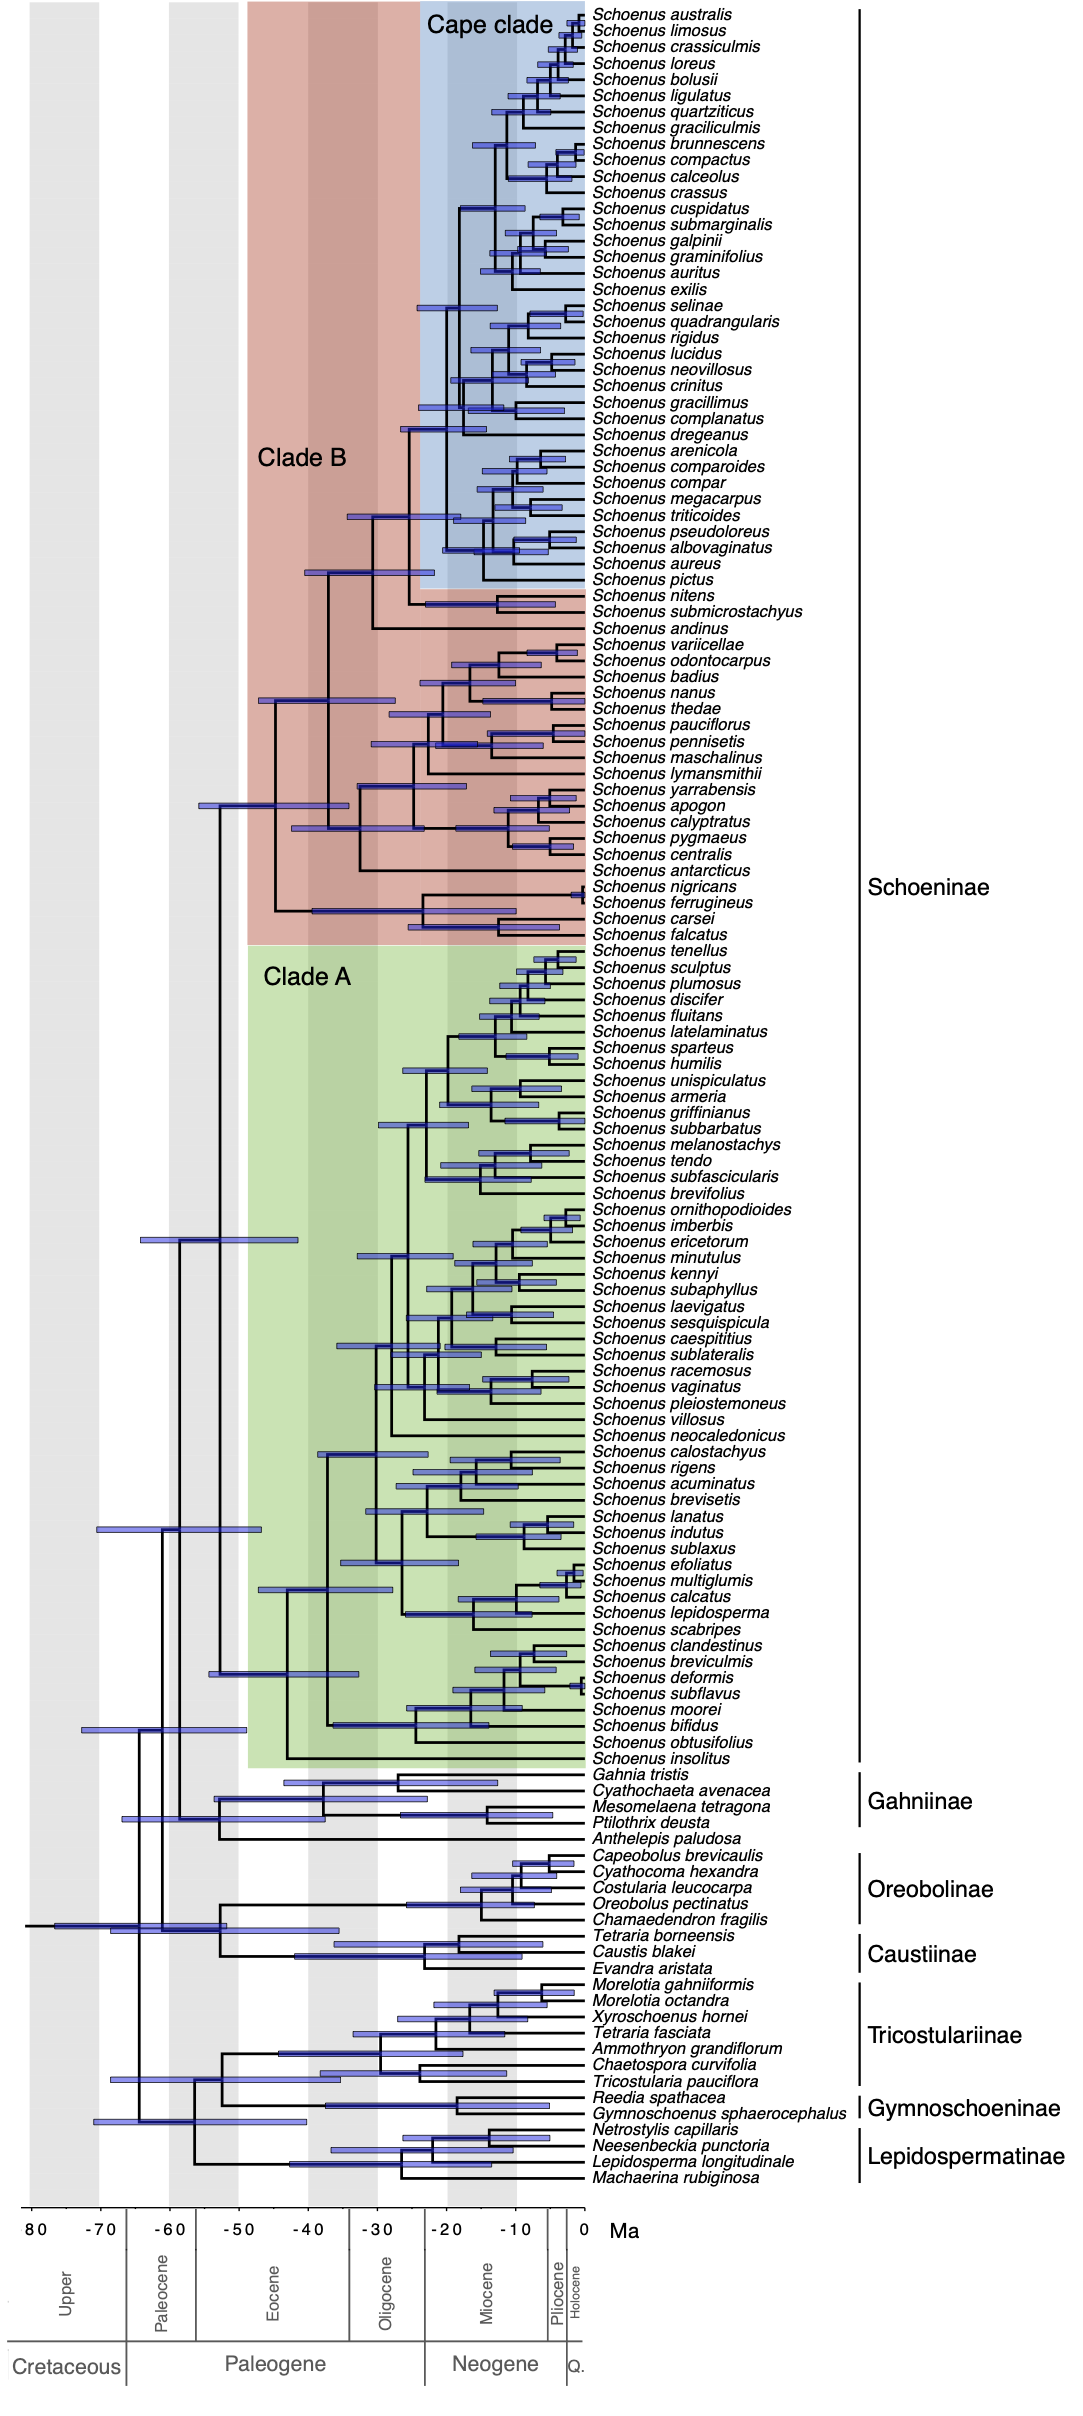 Cape clade
Schoenus australis
Schoenus limosus
Schoenus crassiculmis
Schoenus loreus
Schoenus bolusii
Schoenus ligulatus
Schoenus quartziticus
Schoenus graciliculmis
Schoenus brunnescens
Schoenus compactus
Schoenus calceolus
Schoenus crassus
Schoenus cuspidatus
Schoenus submarginalis
Schoenus galpinii
Schoenus graminifolius
Schoenus auritus
Schoenus exilis
Schoenus selinae
Schoenus quadrangularis
Schoenus rigidus
Schoenus lucidus
Schoenus neovillosus
Schoenus crinitus
Schoenus gracillimus
Schoenus complanatus
Schoenus dregeanus
Clade B
Schoenus arenicola
Schoenus comparoides
Schoenus compar
Schoenus megacarpus
Schoenus triticoides
Schoenus pseudoloreus
Schoenus albovaginatus
Schoenus aureus
Schoenus pictus
Schoenus nitens
Schoenus submicrostachyus
Schoenus andinus
Schoenus variicellae
Schoenus odontocarpus
Schoenus badius
Schoenus nanus
Schoenus thedae
Schoenus pauciflorus
Schoenus pennisetis
Schoenus maschalinus
Schoenus lymansmithii
Schoenus yarrabensis
Schoenus apogon
Schoenus calyptratus
Schoenus pygmaeus
Schoenus centralis
Schoenus antarcticus
Schoenus nigricans
Schoeninae
Schoenus ferrugineus
Schoenus carsei
Schoenus falcatus
Schoenus tenellus
Schoenus sculptus
Clade A
Schoenus plumosus
Schoenus discifer
Schoenus fluitans
Schoenus latelaminatus
Schoenus sparteus
Schoenus humilis
Schoenus unispiculatus
Schoenus armeria
Schoenus griffinianus
Schoenus subbarbatus
Schoenus melanostachys
Schoenus tendo
Schoenus subfascicularis
Schoenus brevifolius
Schoenus ornithopodioides
Schoenus imberbis
Schoenus ericetorum
Schoenus minutulus
Schoenus kennyi
Schoenus subaphyllus
Schoenus laevigatus
Schoenus sesquispicula
Schoenus caespititius
Schoenus sublateralis
Schoenus racemosus
Schoenus vaginatus
Schoenus pleiostemoneus
Schoenus villosus
Schoenus neocaledonicus
Schoenus calostachyus
Schoenus rigens
Schoenus acuminatus
Schoenus brevisetis
Schoenus lanatus
Schoenus indutus
Schoenus sublaxus
Schoenus efoliatus
Schoenus multiglumis
Schoenus calcatus
Schoenus lepidosperma
Schoenus scabripes
Schoenus clandestinus
Schoenus breviculmis
Schoenus deformis
Schoenus subflavus
Schoenus moorei
Schoenus bifidus
Schoenus obtusifolius
Schoenus insolitus
Gahnia tristis
Cyathochaeta avenacea
Gahniinae
Mesomelaena tetragona
Ptilothrix deusta
Anthelepis paludosa
Capeobolus brevicaulis
Cyathocoma hexandra
Costularia leucocarpa
Oreobolinae
Oreobolus pectinatus
Chamaedendron fragilis
Tetraria borneensis
Caustis blakei
Caustiinae
Evandra aristata
Morelotia gahniiformis
Morelotia octandra
Xyroschoenus hornei
Tetraria fasciata
Tricostulariinae
Ammothryon grandiflorum
Chaetospora curvifolia
Tricostularia pauciflora
Reedia spathacea
Gymnoschoeninae
Gymnoschoenus sphaerocephalus
Netrostylis capillaris
Neesenbeckia punctoria
Lepidospermatinae
Lepidosperma longitudinale
Machaerina rubiginosa
80 -70 -60 -50 -40 -30 -20 -10 0 Ma
Upper Paleocene Eocene Oligocene Miocene Pliocene Holocene
Cretaceous Paleogene Neogene Q.